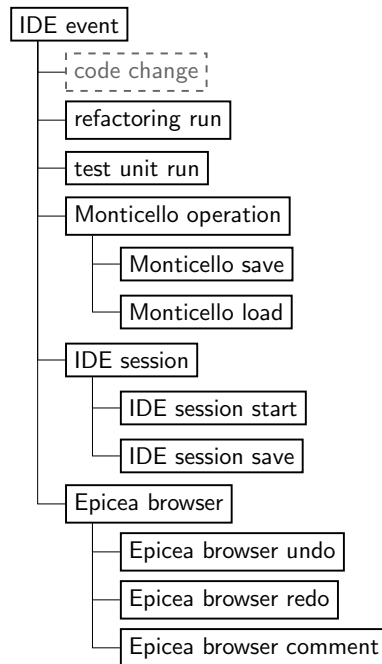 IDE event
code change
refactoring run
test unit run
Monticello operation
Monticello save
Monticello load
IDE session
IDE session start
IDE session save
Epicea browser
Epicea browser undo
Epicea browser redo
Epicea browser comment